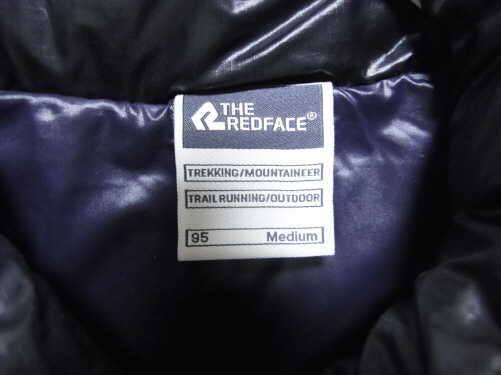 THE
REDFACE®
TREKKING/MOUNTAINEER
TRAIL RUNNING/OUTDOOR
95 Medium